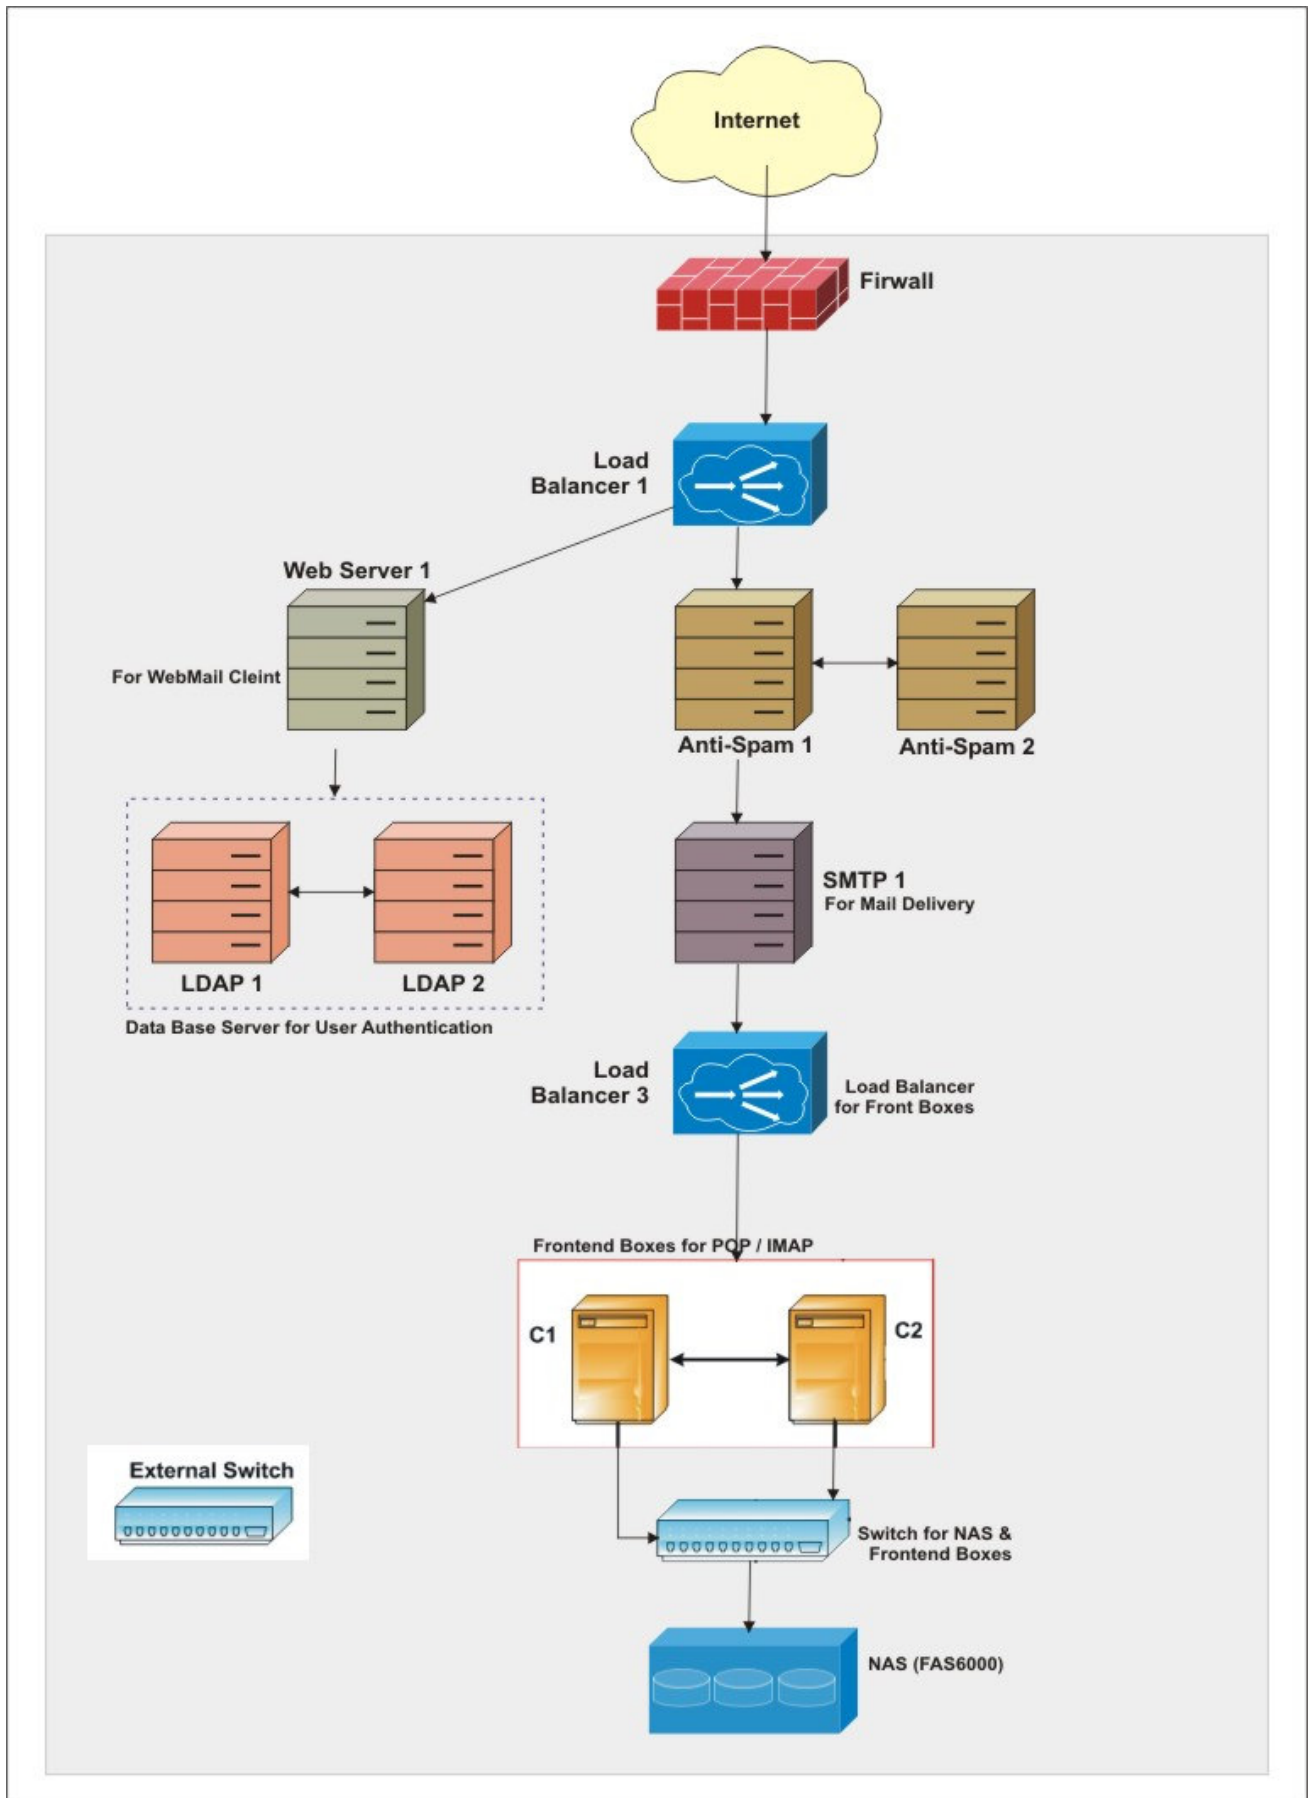 Internet
Firwall
Load
Balancer 1
Web Server 1
For WebMail Cleint
Anti-Spam 1
Anti-Spam 2
SMTP 1
For Mail Delivery
LDAP 1
LDAP 2
Data Base Server for User Authentication
Load
Balancer 3
Load Balancer
for Front Boxes
Frontend Boxes for POP / IMAP
C1
C2
External Switch
Switch for NAS &
Frontend Boxes
NAS (FAS6000)